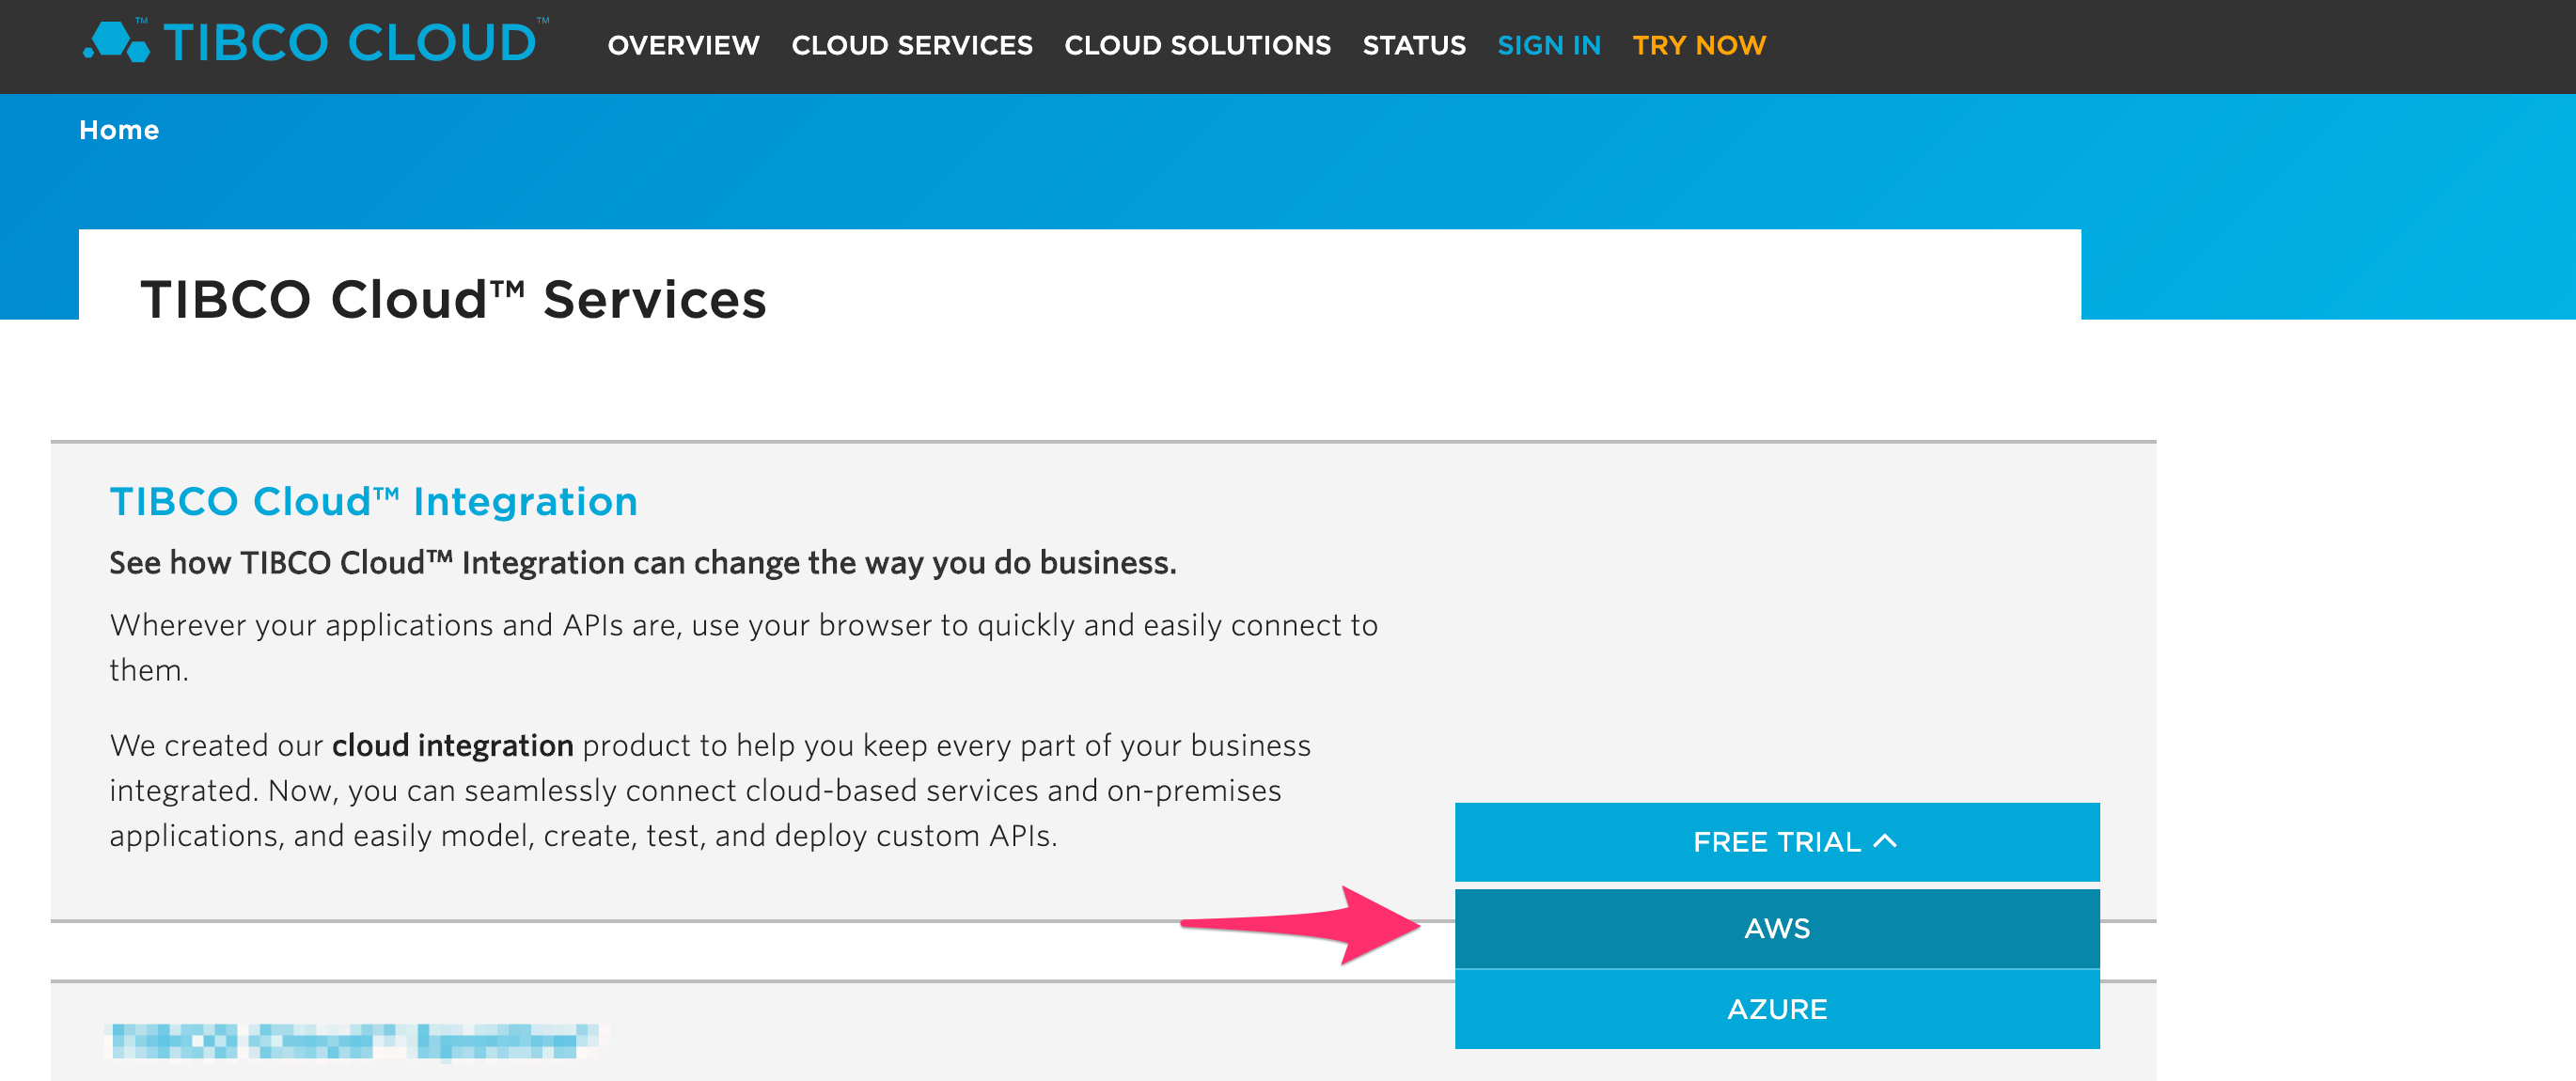 TIBCO CLOUD™
OVERVIEW CLOUD SERVICES CLOUD SOLUTIONS STATUS SIGN IN TRY NOW
Home
TIBCO Cloud™ Services
TIBCO Cloud™ Integration
See how TIBCO Cloud™ Integration can change the way you do business.
Wherever your applications and APIs are, use your browser to quickly and easily connect to
them.
We created our cloud integration product to help you keep every part of your business
integrated. Now, you can seamlessly connect cloud-based services and on-premises
applications, and easily model, create, test, and deploy custom APIs.
FREE TRIAL
AWS
AZURE